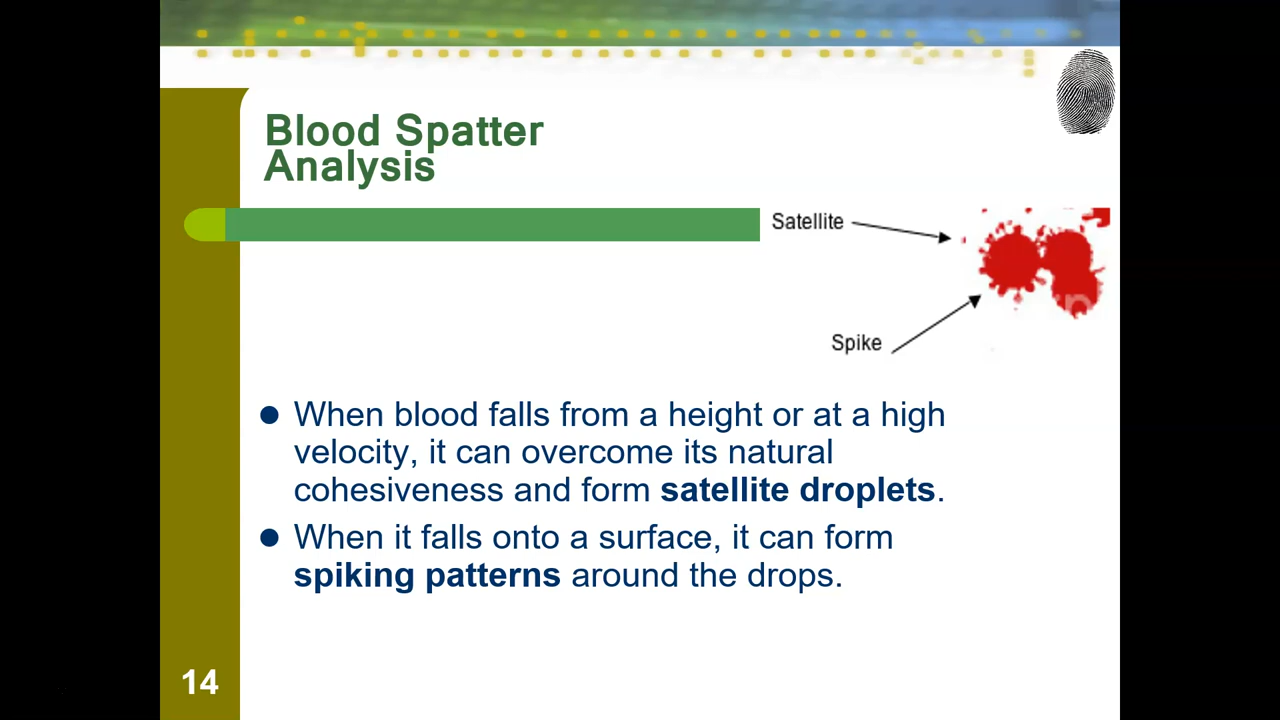 Blood Spatter
Analysis
Satellite
Spike
When blood falls from a height or at a high
velocity, it can overcome its natural
cohesiveness and form satellite droplets.
When it falls onto a surface, it can form
spiking patterns around the drops.
14